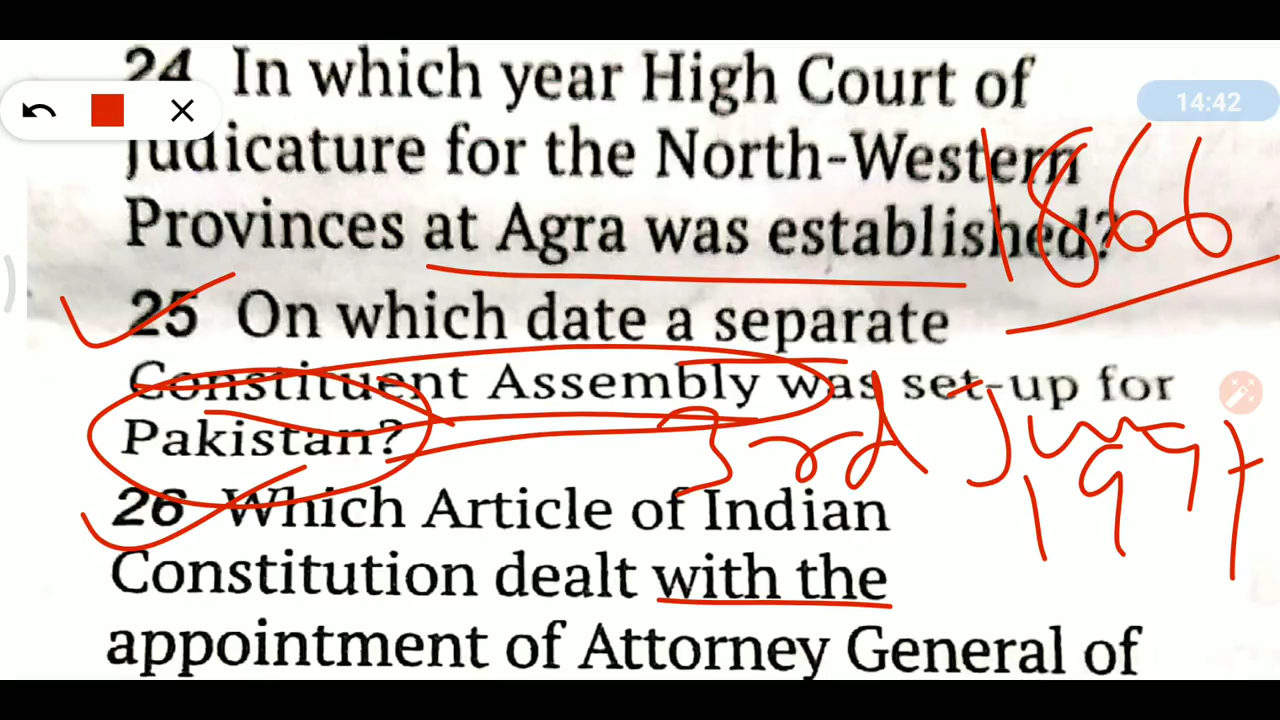 24 In which year High Court of
14:42
Judicature for the North-Western
Provinces at Agra was established?
1866
25 On which date a separate
Constituent Assembly was set-up for
Pakistan?
3rd June
1947
26 Which Article of Indian
Constitution dealt with the
appointment of Attorney General of